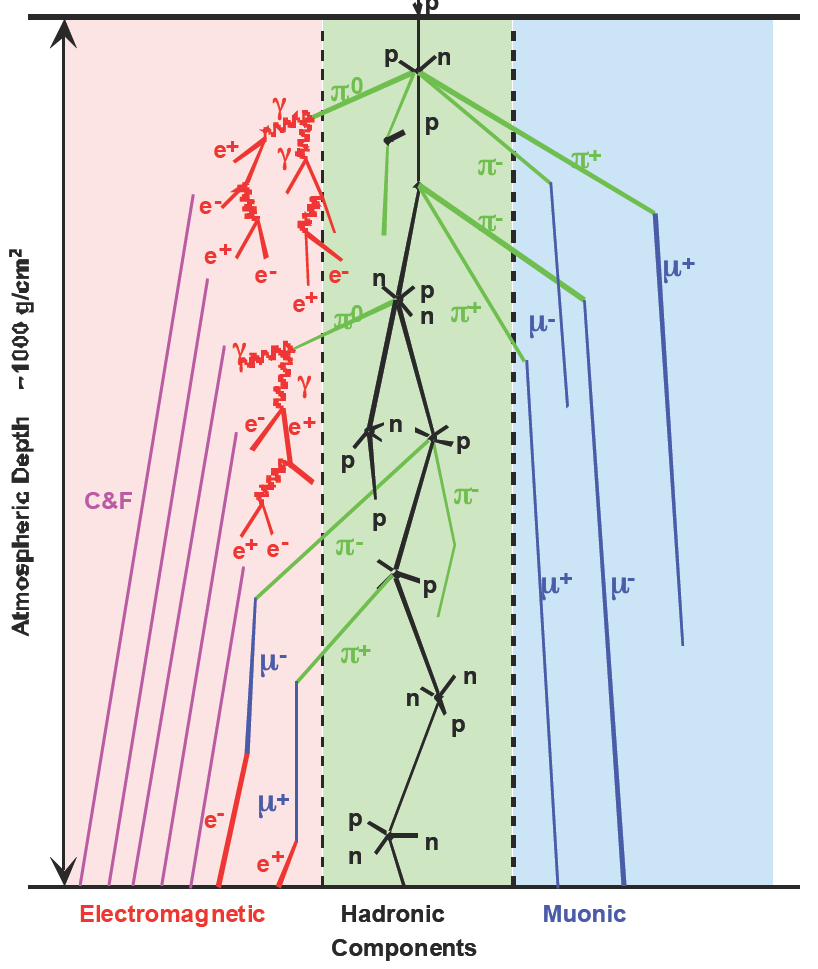 p
p n
π0
γ
p
e+
γ
π-
π+
e-
π-
e+
e-
e-
μ+
n
p
e+
n
π+
π0
μ-
γ
γ
e-
e+
n
p
p
C&F
π-
p
π-
e+
e-
p
μ+
μ-
π+
μ-
n
n
p
μ+
e-
p
n
n
e+
Atmospheric Depth ~1000 g/cm²
Electromagnetic Hadronic Muonic
Components